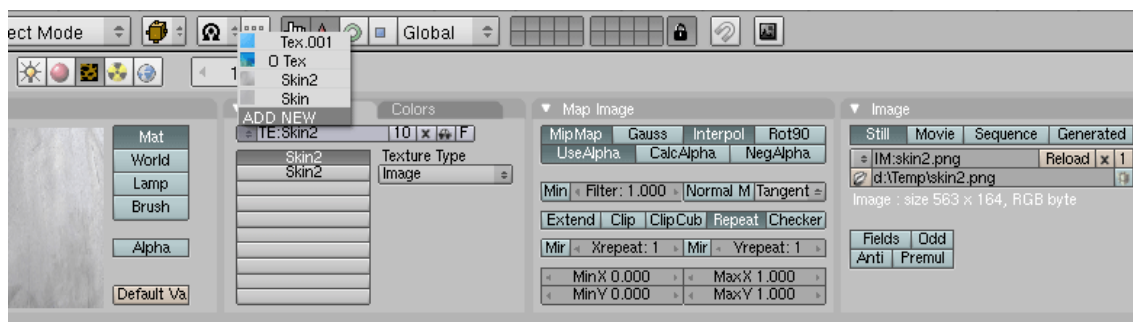 ect Mode
Global
Tex.001
O Tex
Skin2
Skin
ADD NEW
1
Colors
TE:Skin2
10 x F
Skin2
Skin2
Texture Type
Image
Mat
World
Lamp
Brush
Alpha
Default Va
Map Image
MipMap Gauss Interpol Rot90
UseAlpha CalcAlpha NegAlpha
Min Filter: 1.000 Normal M Tangent
Extend Clip ClipCub Repeat Checker
Mir Xrepeat: 1 Mir Yrepeat: 1
MinX 0.000 MaxX 1.000
MinY 0.000 MaxY 1.000
Image
Still Movie Sequence Generated
IM:skin2.png Reload x 1
d:\Temp\skin2.png
Image : size 563 x 164, RGB byte
Fields Odd
Anti Premul